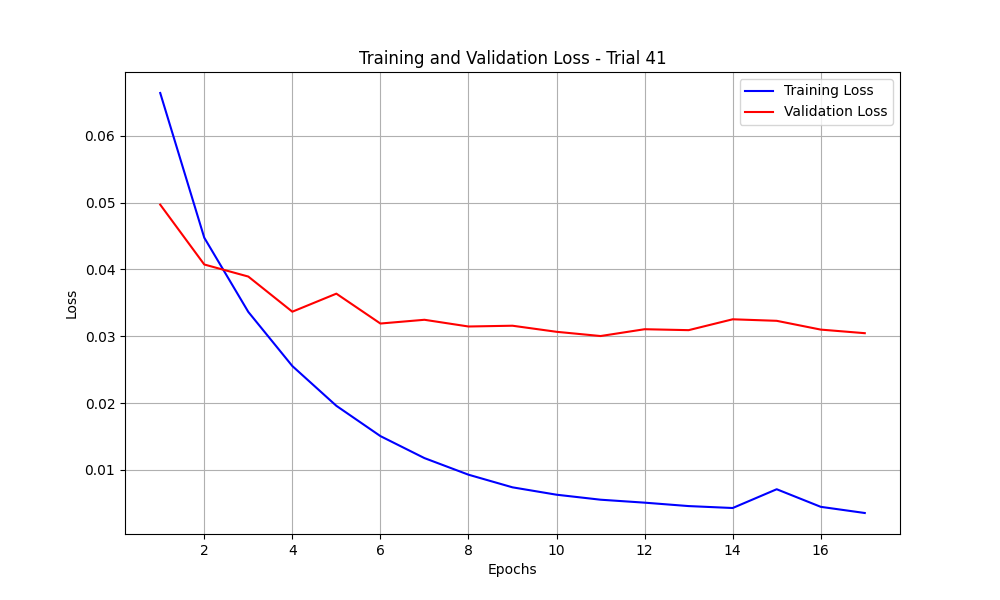 Training and Validation Loss - Trial 41
Training Loss
Validation Loss
0.06
0.05
0.04
0.03
0.02
0.01
Loss
2 4 6 8 10 12 14 16
Epochs